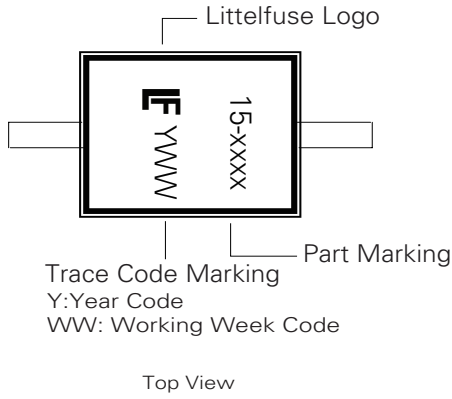 Littelfuse Logo
LF YWW
15-xxxx
Part Marking
Trace Code Marking
Y:Year Code
WW: Working Week Code
Top View